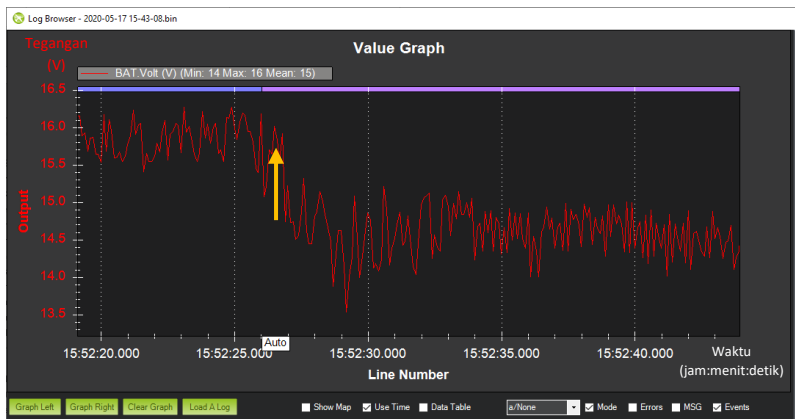 Log Browser - 2020-05-17 15-43-08.bin
Tegangan
(V)
Value Graph
BAT.Volt (V) (Min: 14 Max: 16 Mean: 15)
16.5
16.0
15.5
15.0
14.5
14.0
13.5
Output
Auto
15:52:20.000 15:52:25.000 15:52:30.000 15:52:35.000 15:52:40.000
Waktu
(jam:menit:detik)
Line Number
Graph Left Graph Right Clear Graph Load A Log Show Map Use Time Data Table a/None Mode Errors MSG Events